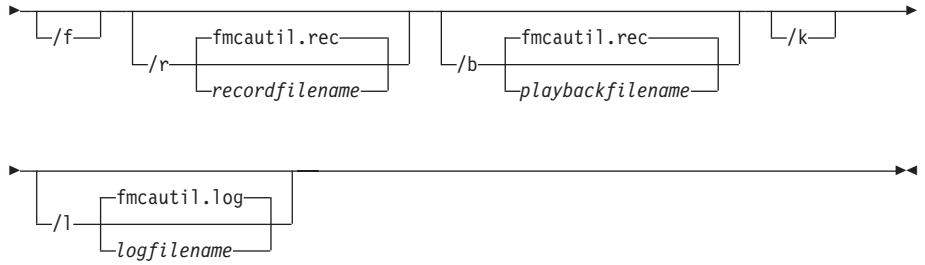 /f /r fmcautil.rec recordfilename /b fmcautil.rec playbackfilename /k
/l fmcautil.log logfilename